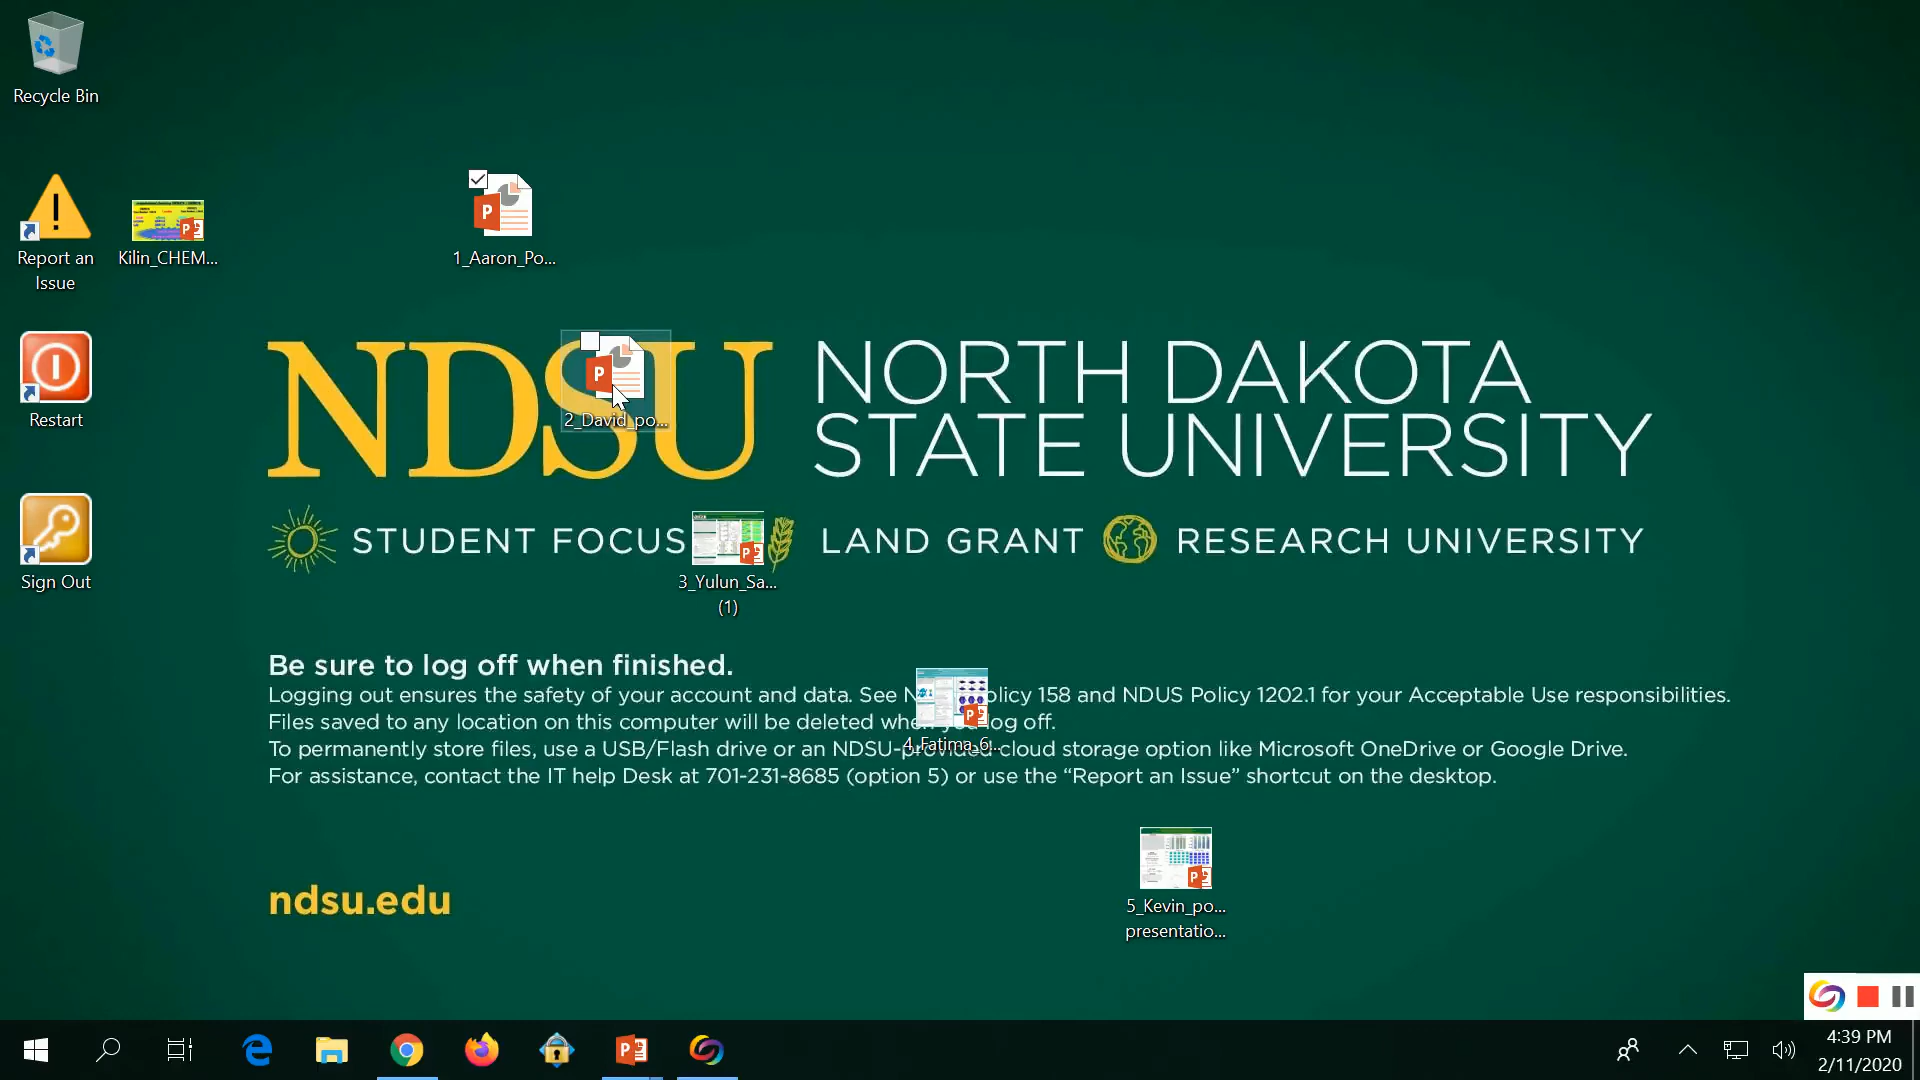 Recycle Bin
Report an
Issue
Kilin_CHEM...
1_Aaron_Po...
Restart
2_David_po...
NDSU
NORTH DAKOTA
STATE UNIVERSITY
STUDENT FOCUS
LAND GRANT
RESEARCH UNIVERSITY
Sign Out
3_Yulun_Sa...
(1)
Be sure to log off when finished.
Logging out ensures the safety of your account and data. See N olicy 158 and NDUS Policy 1202.1 for your Acceptable Use responsibilities.
Files saved to any location on this computer will be deleted whe log off.
4_Fatima_6...
To permanently store files, use a USB/Flash drive or an NDSU-provided cloud storage option like Microsoft OneDrive or Google Drive.
For assistance, contact the IT help Desk at 701-231-8685 (option 5) or use the “Report an Issue” shortcut on the desktop.
ndsu.edu
5_Kevin_po...
presentatio...
4:39 PM
2/11/2020